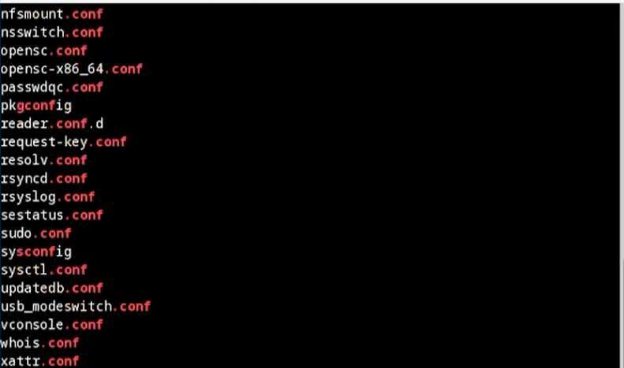 nfsmount.conf
nsswitch.conf
opensc.conf
opensc-x86_64.conf
passwdqc.conf
pkgconfig
reader.conf.d
request-key.conf
resolv.conf
rsyncd.conf
rsyslog.conf
sestatus.conf
sudo.conf
sysconfig
sysctl.conf
updatedb.conf
usb_modeswitch.conf
vconsole.conf
whois.conf
xattr.conf